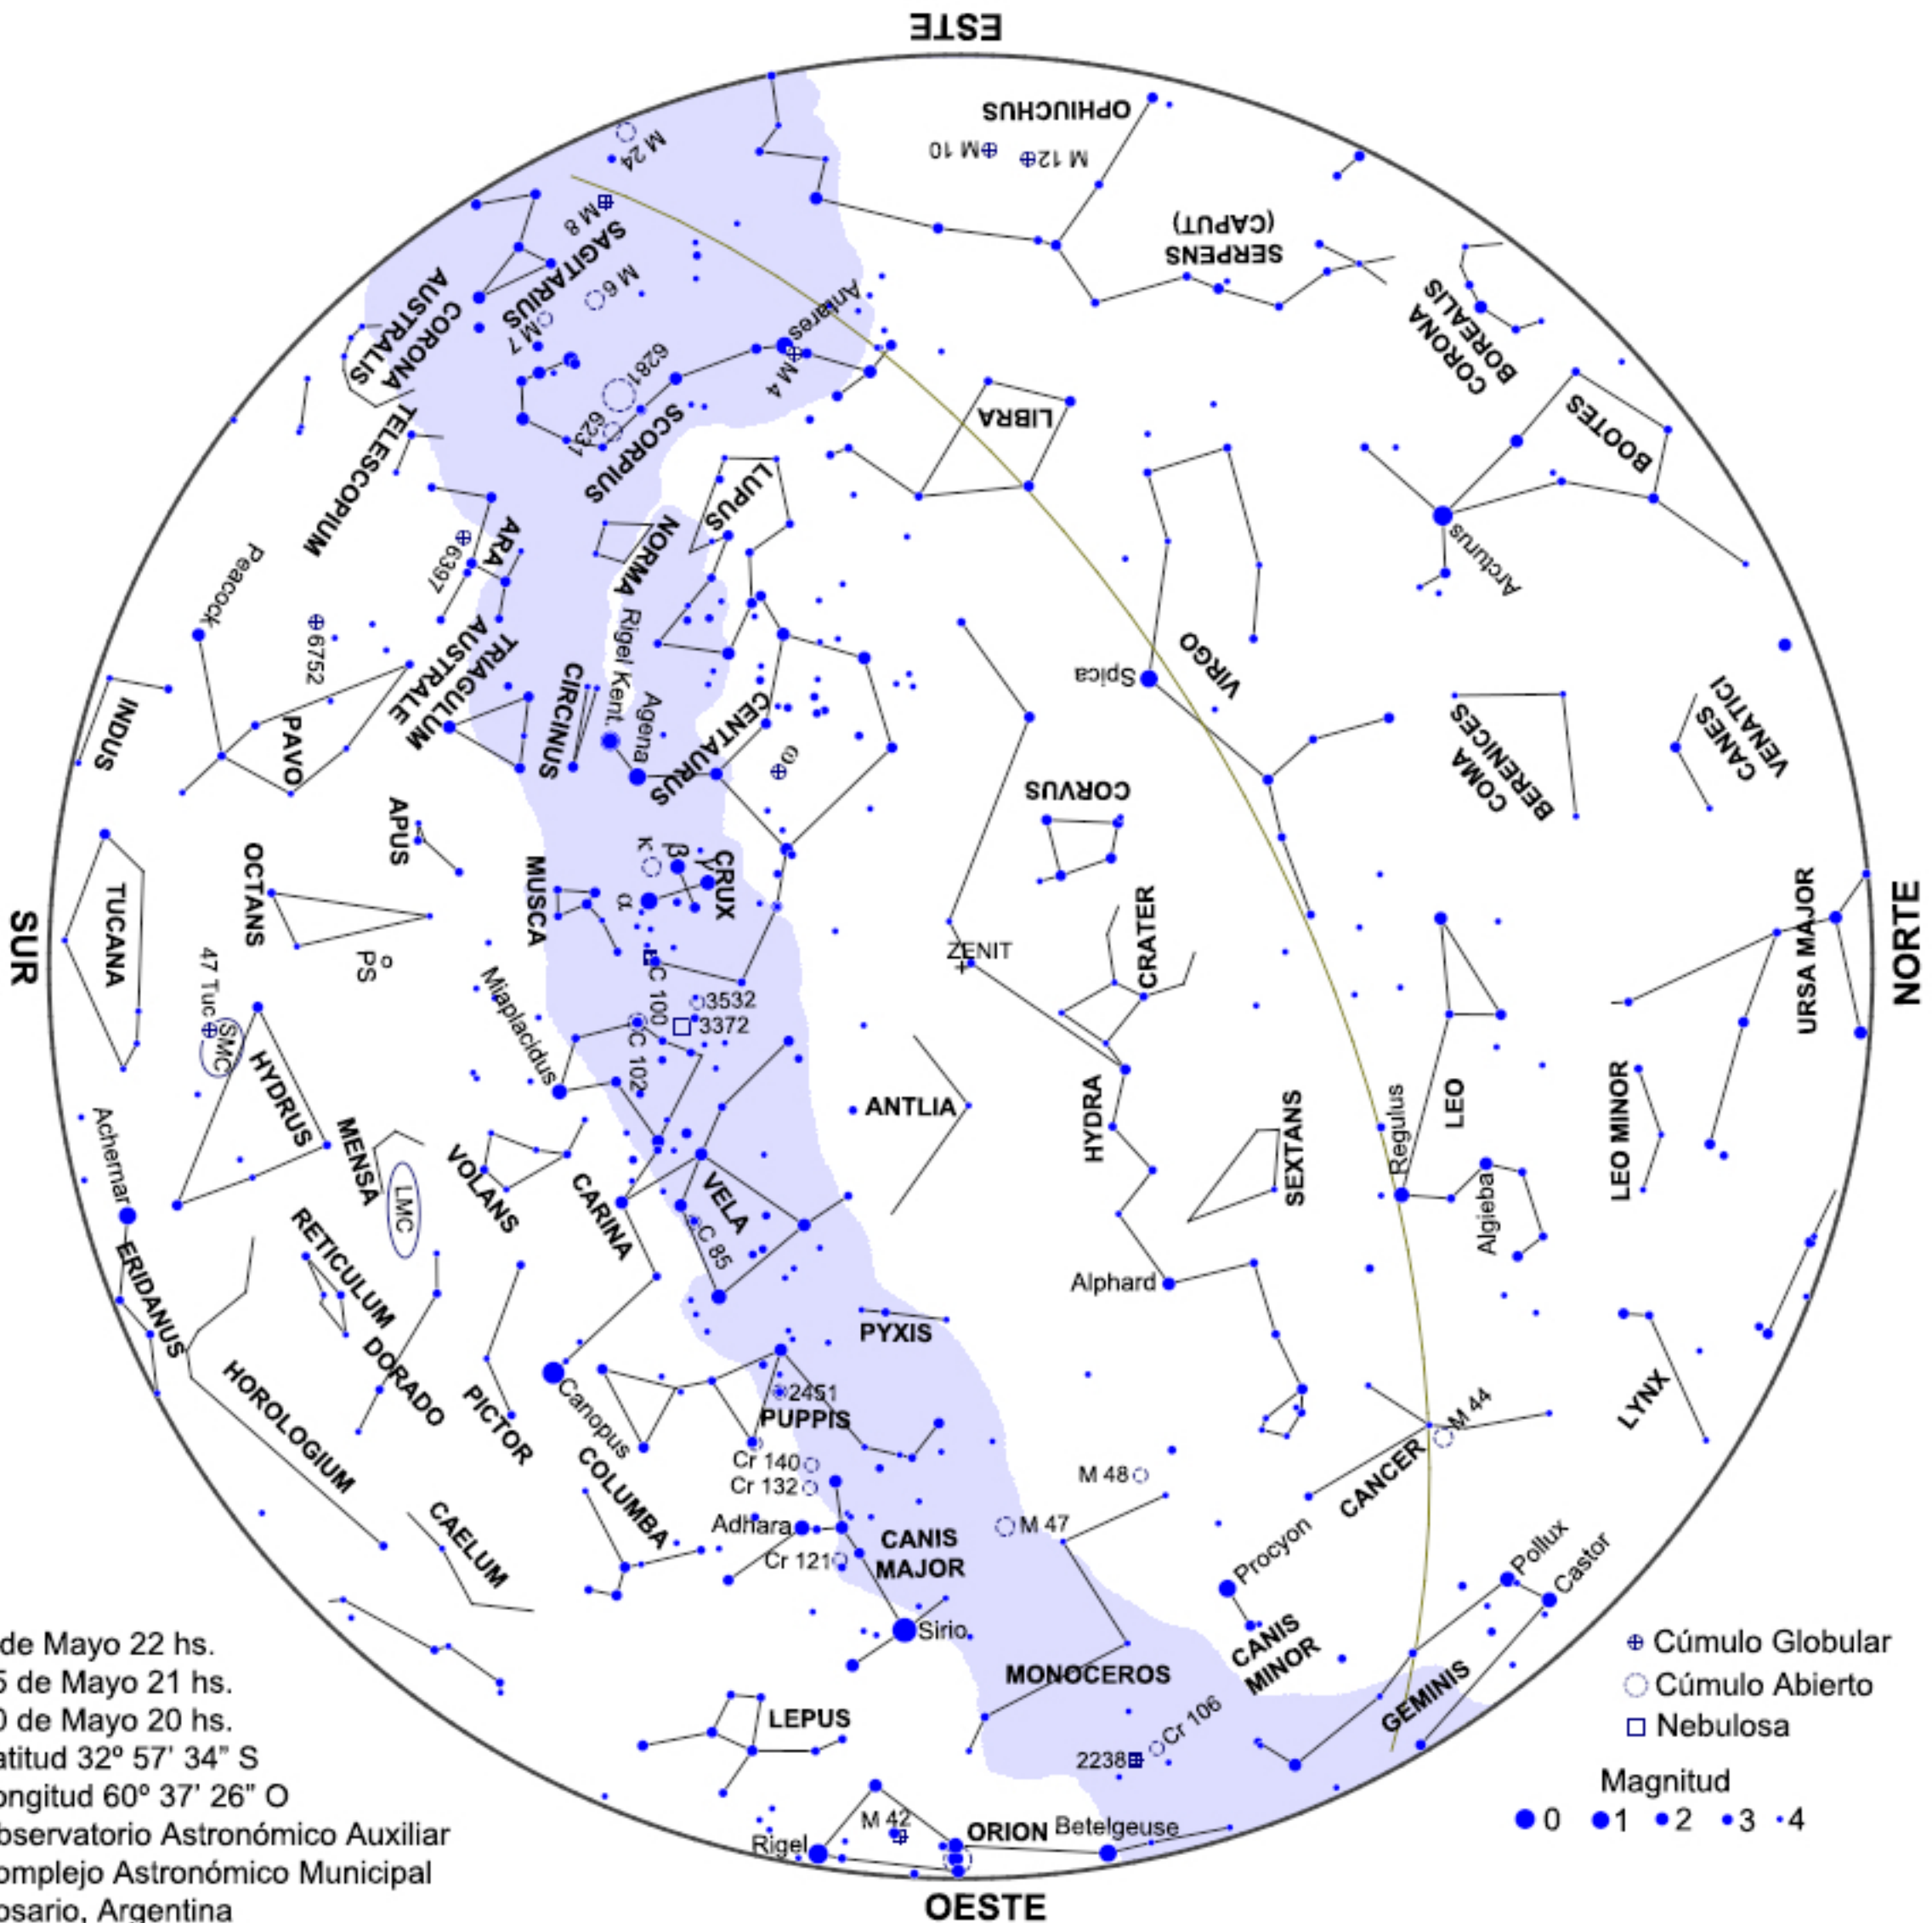 ESTE
OPHIUCHUS
M 10
M 12
M 24
M 8
SAGITARIUS
SERPENS
(CAPUT)
CORONA
AUSTRALIS
M 6
M 7
Antares
M 4
CORONA
BOREALIS
6281
6231
SCORPIUS
LIBRA
BOOTES
TELESCOPIUM
LUPUS
NORMA
ARA
6397
Arcturus
Peacock
6752
TRIAGULUM
AUSTRALE
Rigel Kent.
Agena
CIRCINUS
CENTAURUS
ω
Spica
VIRGO
COMA
BERENICES
CANES
VENATICI
INDUS
PAVO
APUS
CORVUS
OCTANS
TUCANA
MUSCA
κ
β
γ
α
CRUX
CRATER
ZENIT
URSA MAJOR
NORTE
SUR
PS
47 Tuc
SMC
HYDRUS
Miaplacidus
C 100
3532
3372
C 102
ANTLIA
HYDRA
SEXTANS
Regulus
LEO
LEO MINOR
Achernar
MENSA
LMC
VOLANS
CARINA
VELA
C 85
Algieba
Alphard
ERIDANUS
RETICULUM
DORADO
HOROLOGIUM
PICTOR
Canopus
PYXIS
2451
PUPPIS
LYNX
M 44
CANCER
Cr 140
Cr 132
M 48
COLUMBA
CAELUM
Adhara
Cr 121
CANIS
MAJOR
M 47
Procyon
Pollux
Castor
Sirio
CANIS
MINOR
MONOCEROS
GEMINIS
LEPUS
Cr 106
2238
M 42
Rigel
ORION
Betelgeuse
OESTE
de Mayo 22 hs.
5 de Mayo 21 hs.
0 de Mayo 20 hs.
atitud 32º 57' 34” S
ongitud 60º 37' 26” O
bservatorio Astronómico Auxiliar
omplejo Astronómico Municipal
osario, Argentina
Cúmulo Globular
Cúmulo Abierto
Nebulosa
Magnitud
0 1 2 3 4